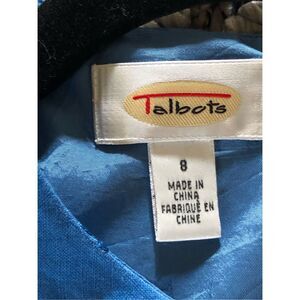 Talbots
8
MADE IN
CHINA
FABRIQUÉ EN
CHINE